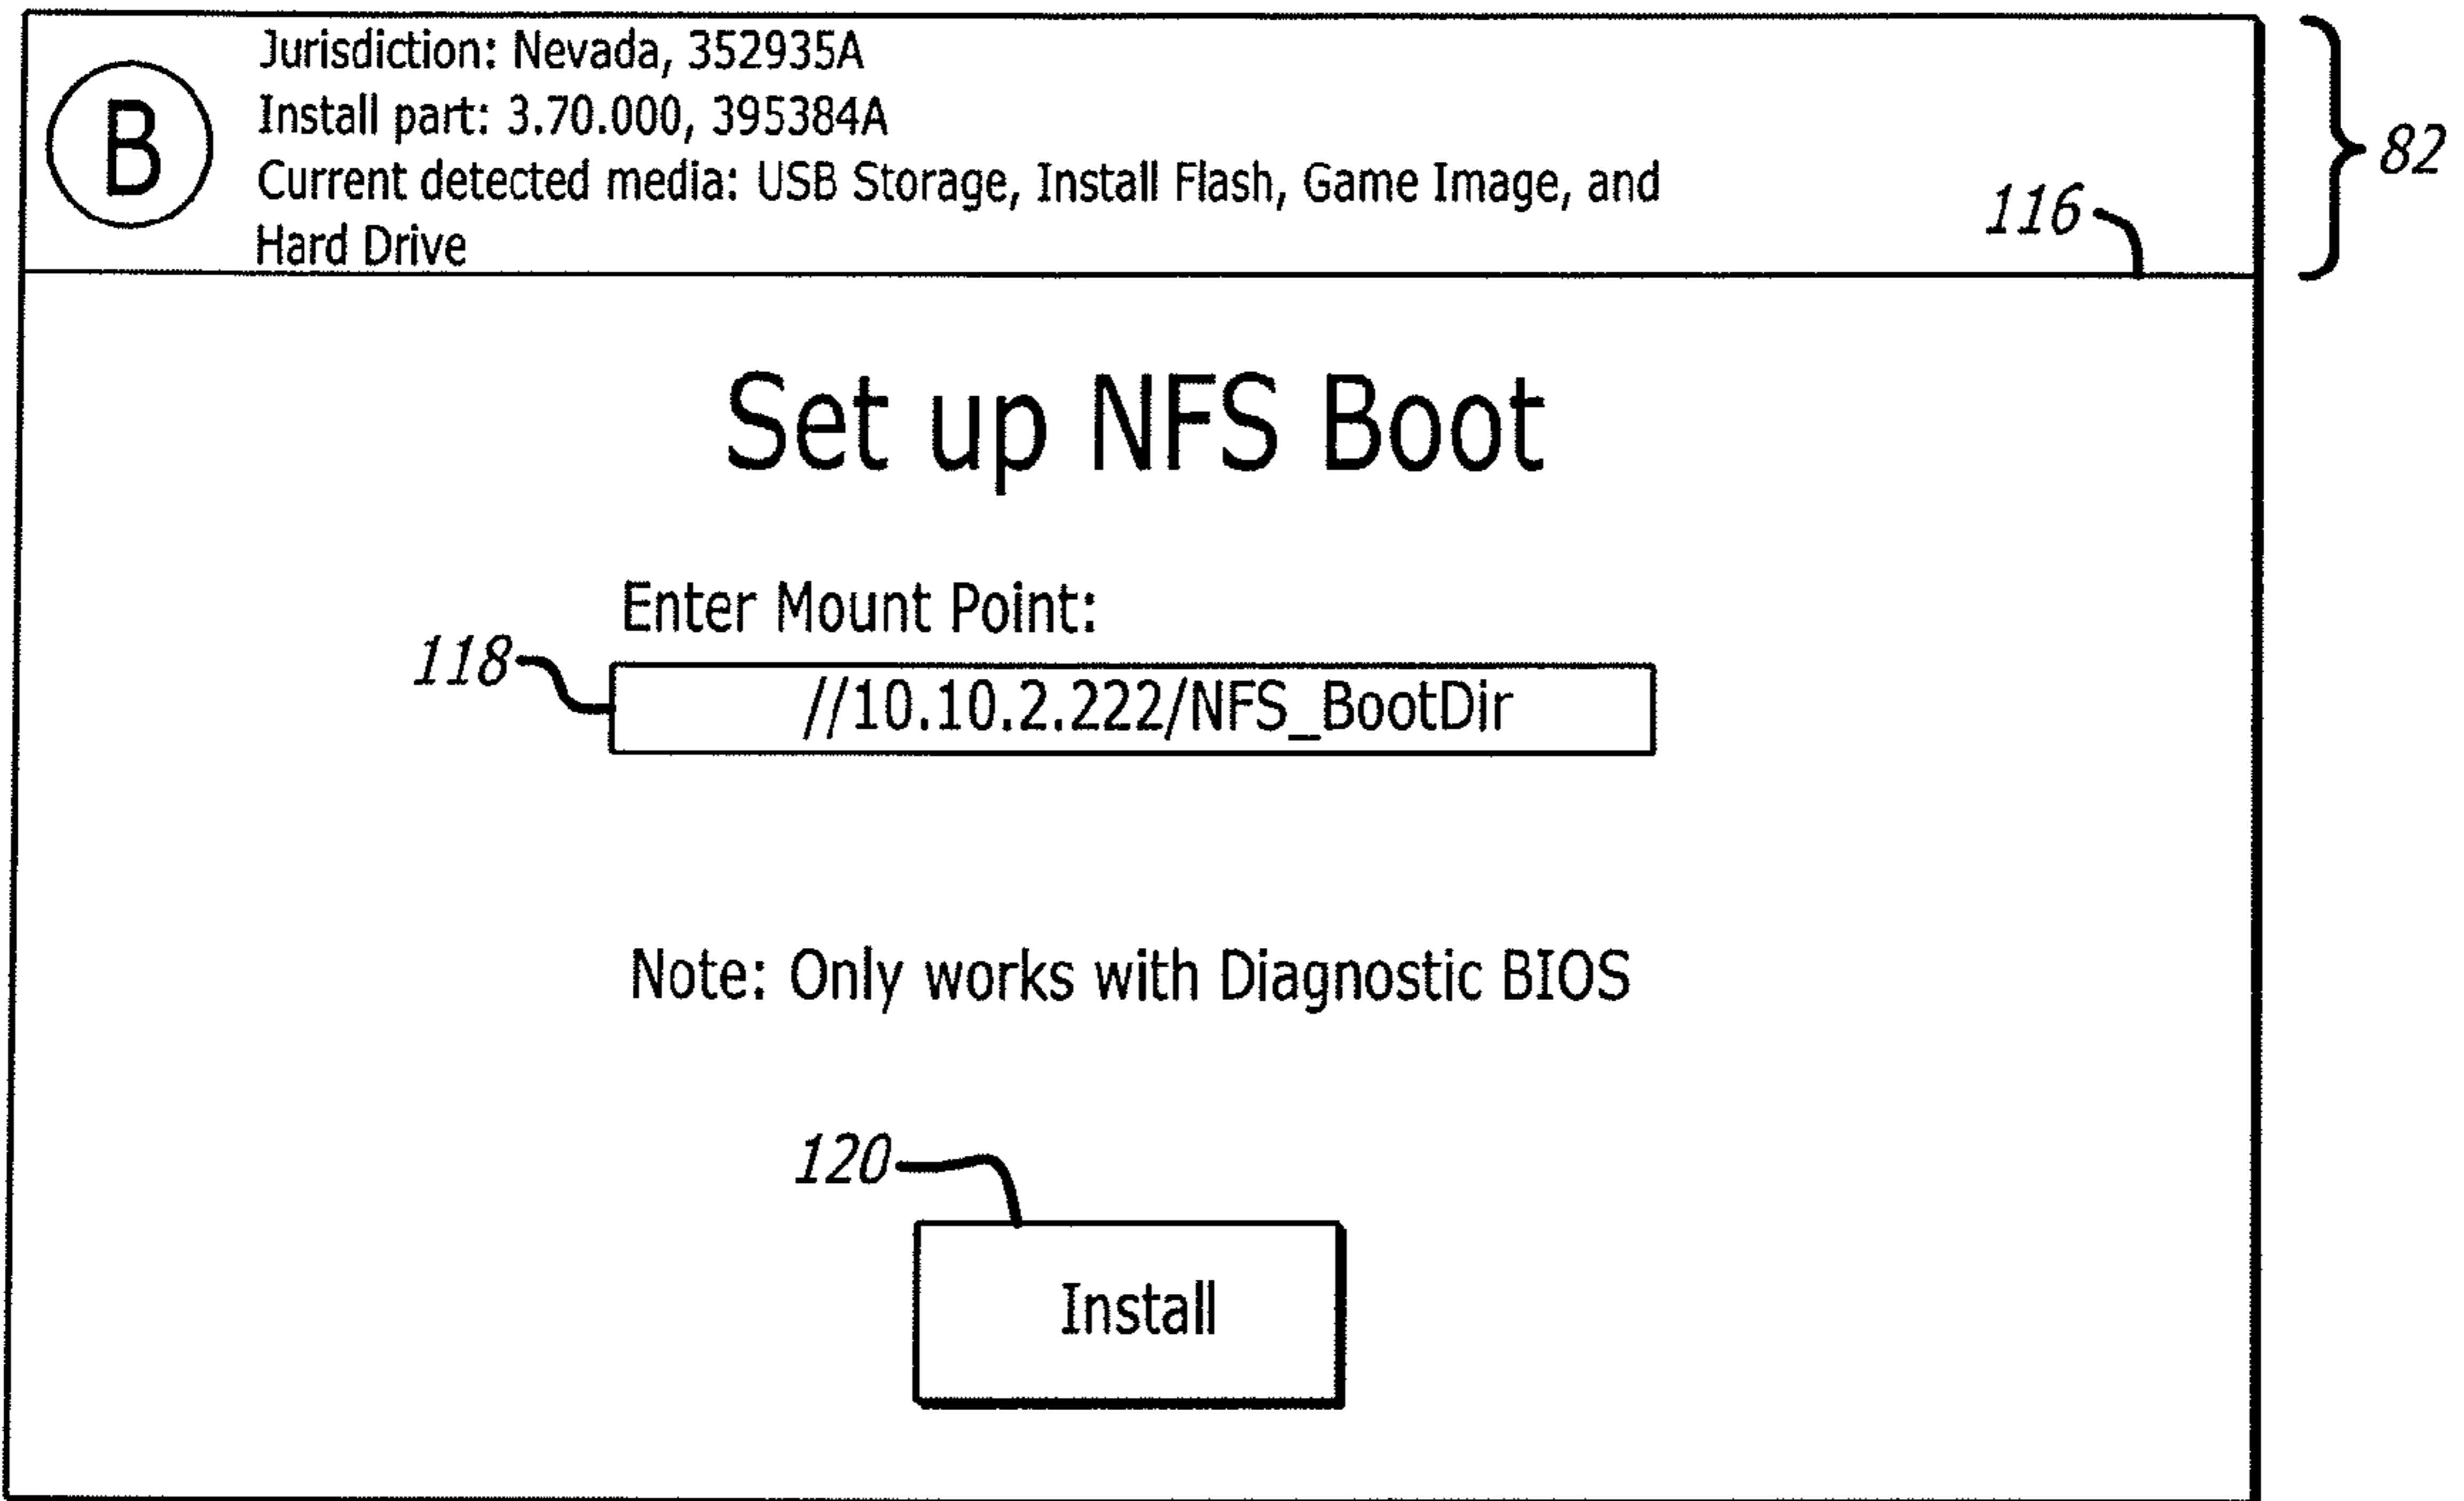 B
Jurisdiction: Nevada, 352935A
Install part: 3.70.000, 395384A
Current detected media: USB Storage, Install Flash, Game Image, and
Hard Drive
82
116
Set up NFS Boot
Enter Mount Point:
118
//10.10.2.222/NFS_BootDir
Note: Only works with Diagnostic BIOS
120
Install